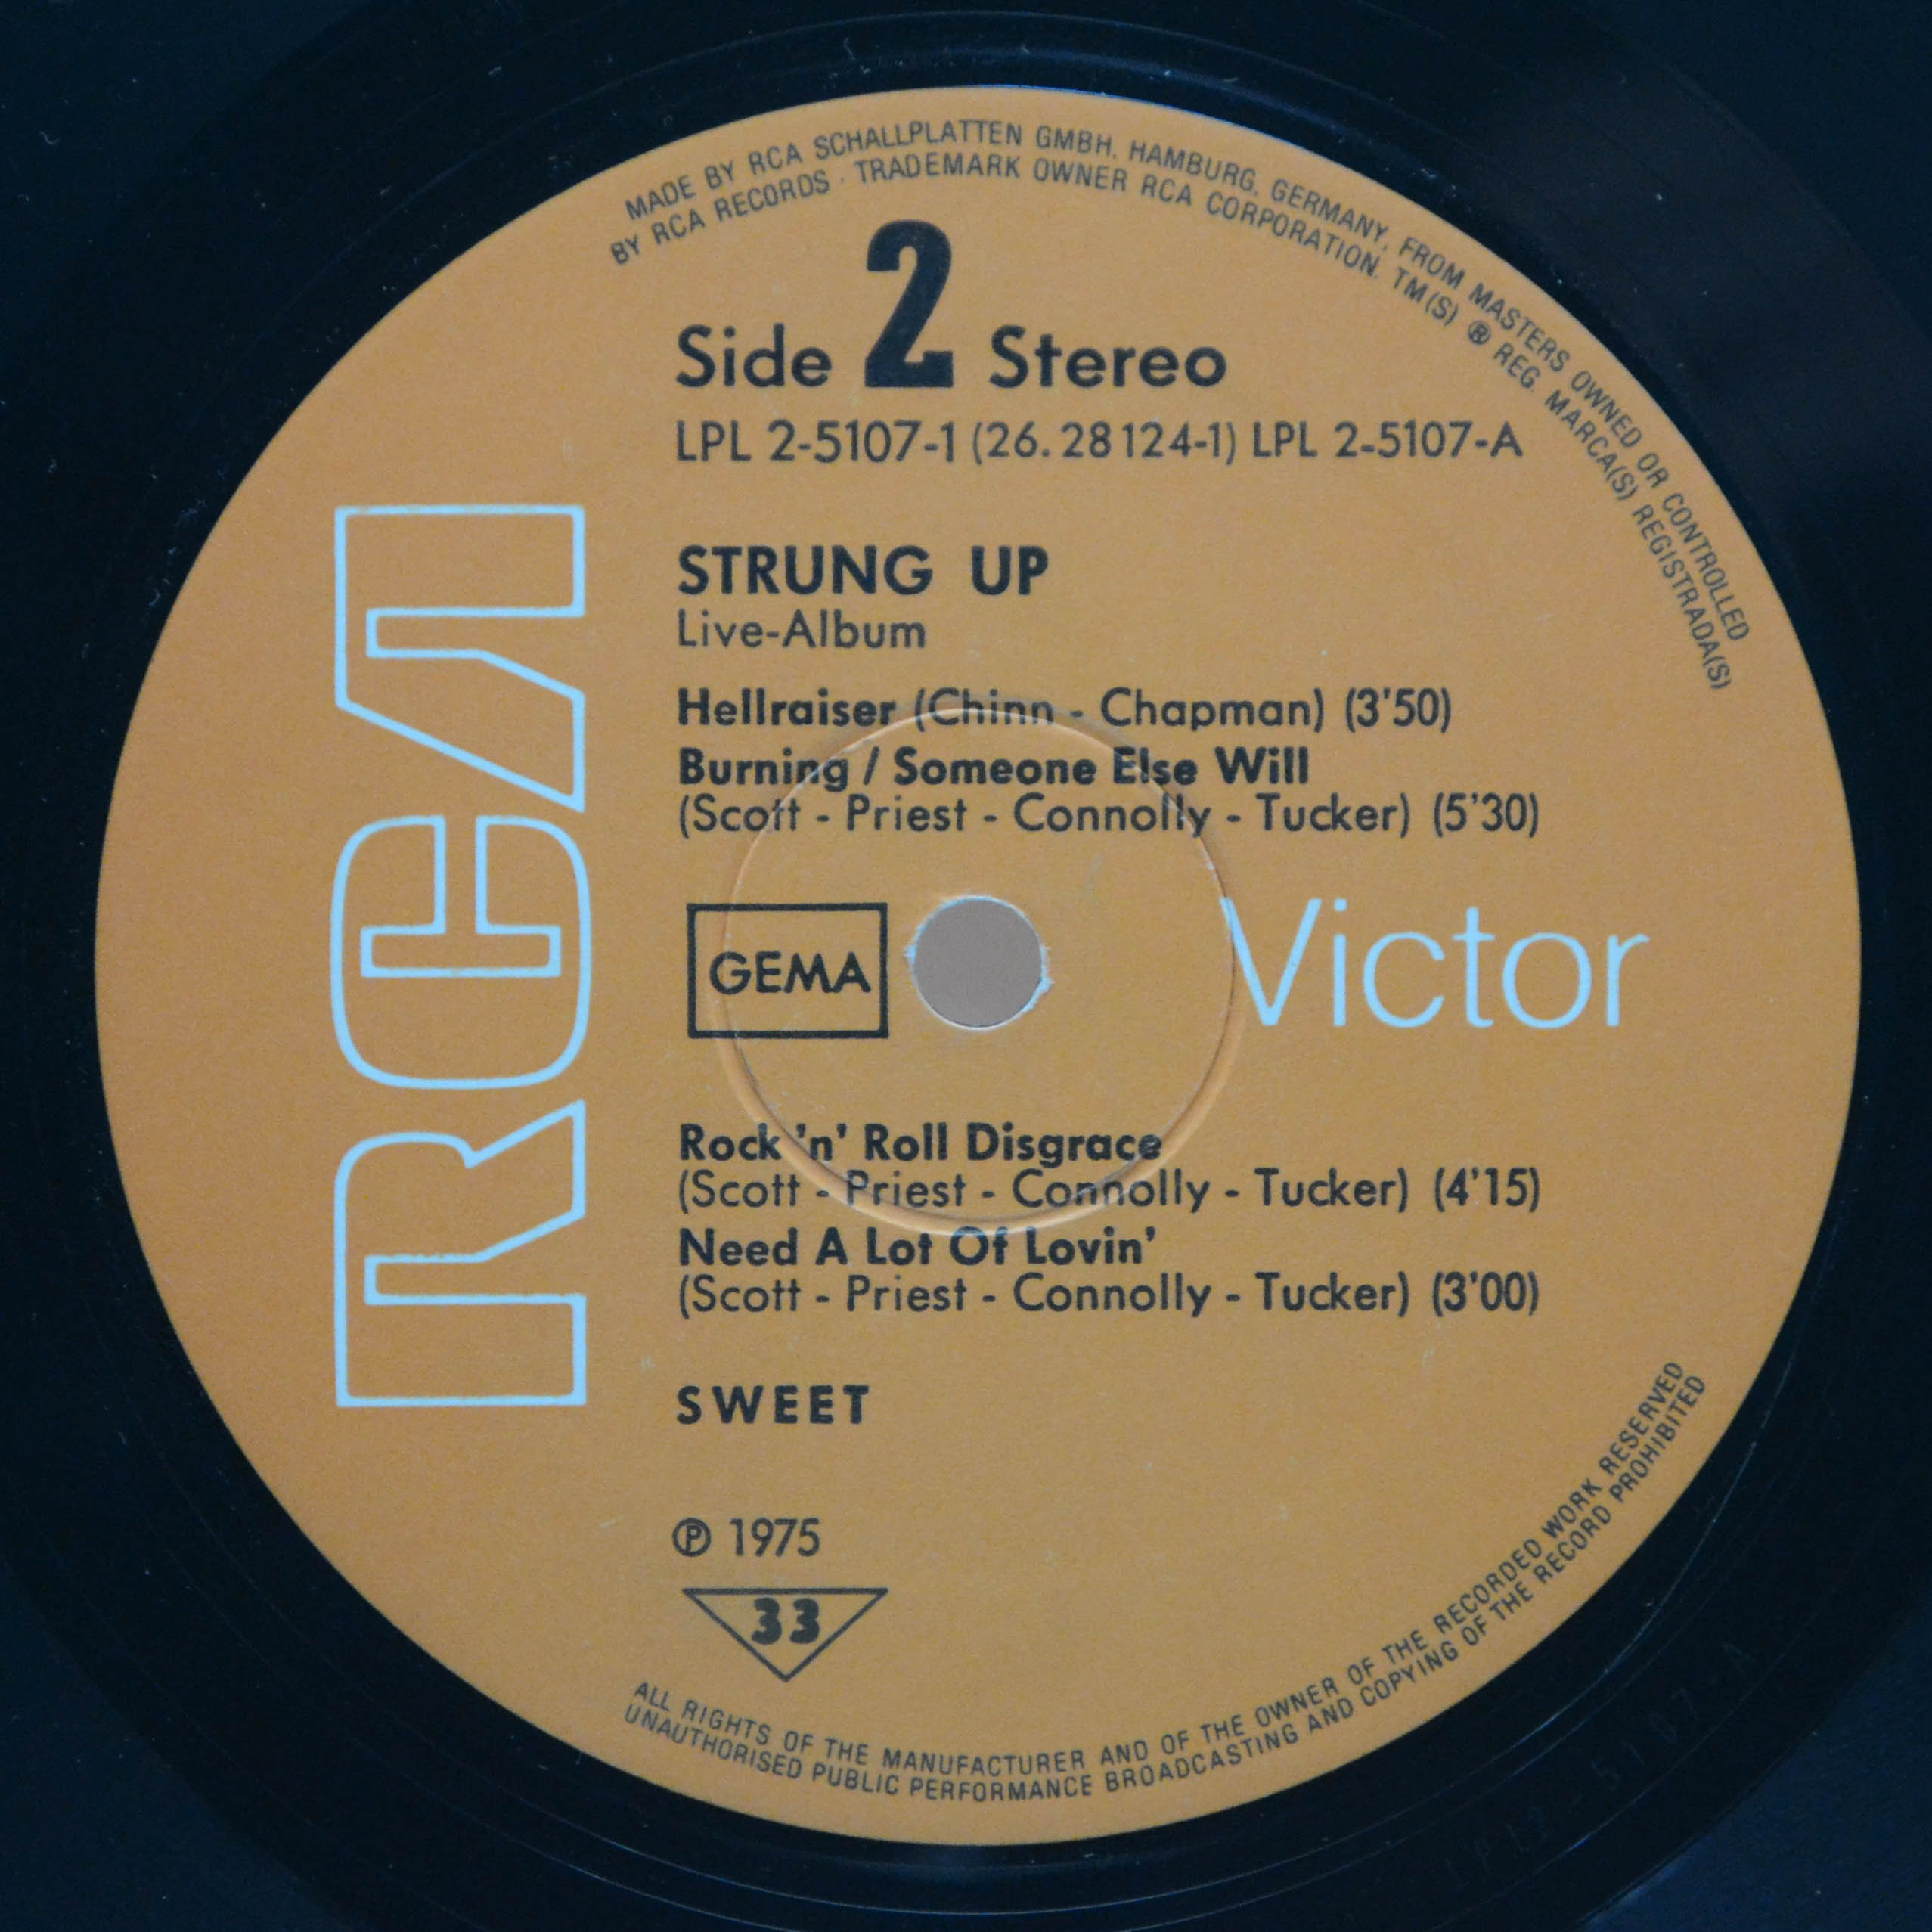 MADE BY RCA SCHALLPLATTEN GMBH, HAMBURG, GERMANY, FROM MASTERS OWNED OR CONTROLLED
BY RCA RECORDS · TRADEMARK OWNER RCA CORPORATION. TM(S) ® REG. MARCA(S) REGISTRADA(S)
Side 2 Stereo
LPL 2-5107-1 (26.28124-1) LPL 2-5107-A
STRUNG UP
Live-Album
Hellraiser (Chinn - Chapman) (3'50)
Burning / Someone Else Will
(Scott - Priest - Connolly - Tucker) (5'30)
RCA
GEMA
Victor
Rock 'n' Roll Disgrace
(Scott - Priest - Connolly - Tucker) (4'15)
Need A Lot Of Lovin'
(Scott - Priest - Connolly - Tucker) (3'00)
SWEET
℗ 1975
33
ALL RIGHTS OF THE MANUFACTURER AND OF THE OWNER OF THE RECORDED WORK RESERVED
UNAUTHORISED PUBLIC PERFORMANCE BROADCASTING AND COPYING OF THE RECORD PROHIBITED